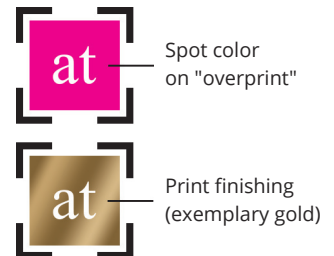 at
Spot color
on "overprint"
at
Print finishing
(exemplary gold)